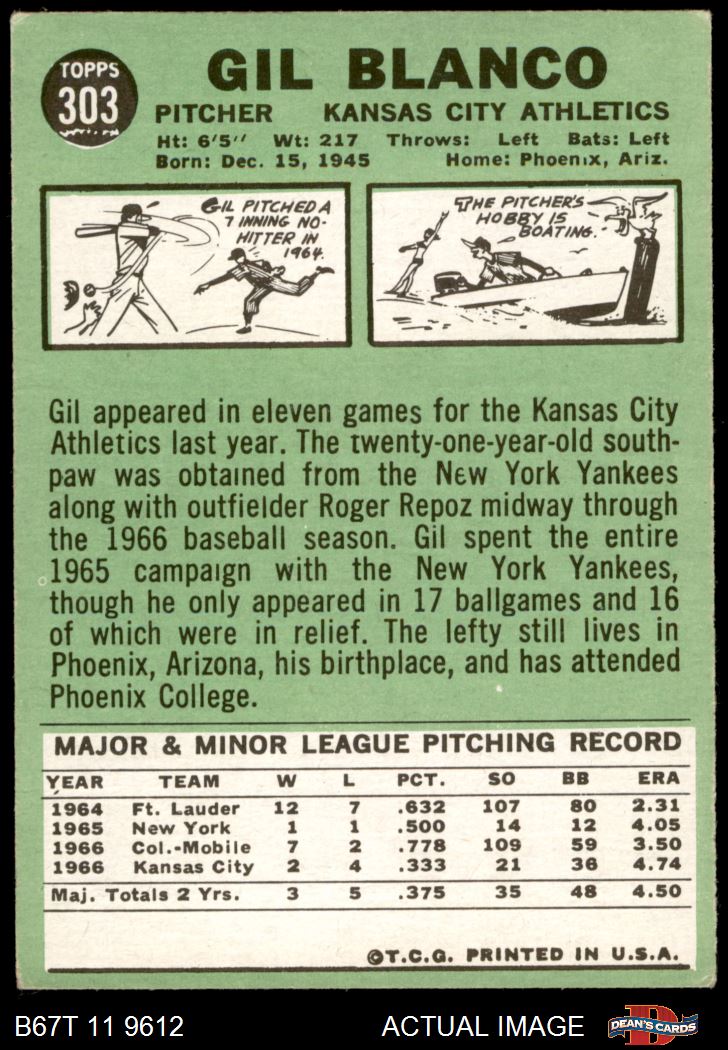 TOPPS
303
GIL BLANCO
PITCHER KANSAS CITY ATHLETICS
Ht: 6'5" Wt: 217 Throws: Left Bats: Left
Born: Dec. 15, 1945 Home: Phoenix, Ariz.
GIL PITCHED A
7 INNING NO-
HITTER IN
1964.
THE PITCHER'S
HOBBY IS
BOATING.
Gil appeared in eleven games for the Kansas City
Athletics last year. The twenty-one-year-old south-
paw was obtained from the New York Yankees
along with outfielder Roger Repoz midway through
the 1966 baseball season. Gil spent the entire
1965 campaign with the New York Yankees,
though he only appeared in 17 ballgames and 16
of which were in relief. The lefty still lives in
Phoenix, Arizona, his birthplace, and has attended
Phoenix College.
MAJOR & MINOR LEAGUE PITCHING RECORD
YEAR TEAM W L PCT. SO BB ERA
1964 Ft. Lauder 12 7 .632 107 80 2.31
1965 New York 1 1 .500 14 12 4.05
1966 Col.-Mobile 7 2 .778 109 59 3.50
1966 Kansas City 2 4 .333 21 36 4.74
Maj. Totals 2 Yrs. 3 5 .375 35 48 4.50
©T.C.G. PRINTED IN U.S.A.
B67T 11 9612 ACTUAL IMAGE D DEAN'S CARDS